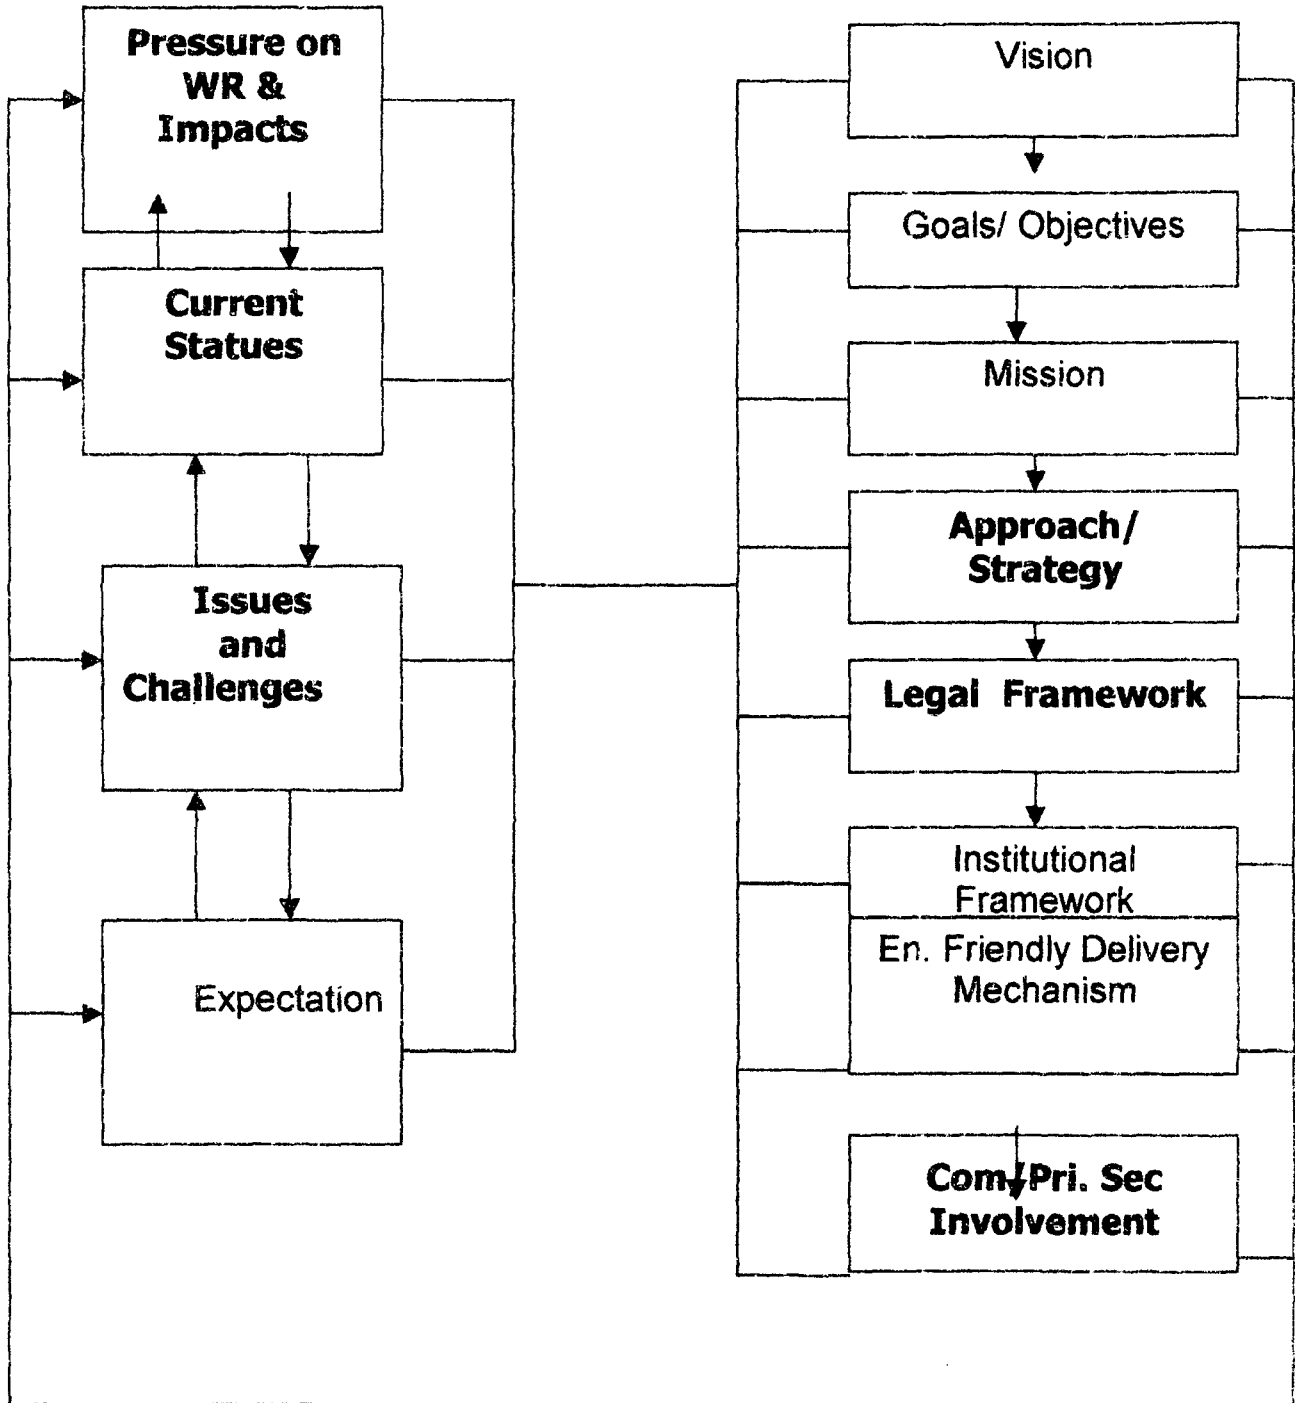 Pressure on
WR &
Impacts
Current
Statues
Issues
and
Challenges
Expectation
Vision
Goals/ Objectives
Mission
Approach/
Strategy
Legal Framework
Institutional
Framework
En. Friendly Delivery
Mechanism
Com/Pri. Sec
Involvement